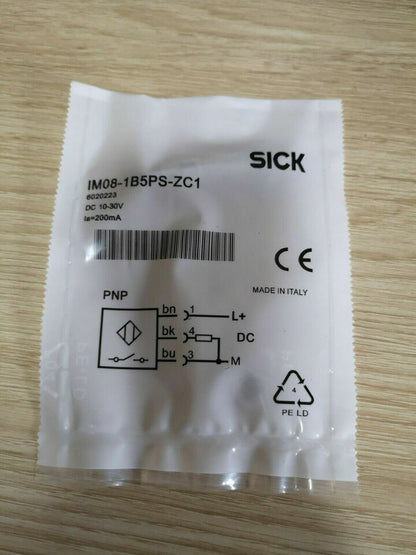 SICK
IM08-1B5PS-ZC1
6020223
DC 10-30V
Ia=200mA
CE
MADE IN ITALY
PNP
bn 1 L+
bk 4 DC
bu 3 M
4
PE LD